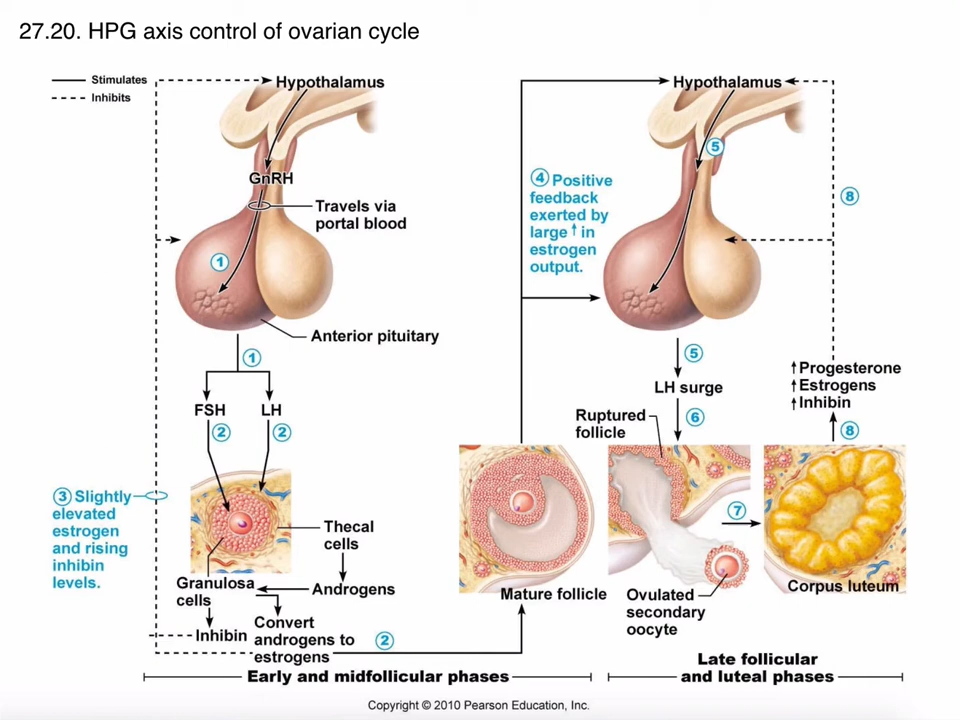 27.20. HPG axis control of ovarian cycle
Stimulates
Inhibits
Hypothalamus
GnRH
Travels via
portal blood
1
Anterior pituitary
1
FSH
LH
2
2
3 Slightly
elevated
estrogen
and rising
inhibin
levels.
Thecal
cells
Granulosa
cells
Androgens
Inhibin
Convert
androgens to
estrogens
2
Early and midfollicular phases
Hypothalamus
5
4 Positive
feedback
exerted by
large ↑ in
estrogen
output.
8
5
LH surge
↑ Progesterone
↑ Estrogens
↑ Inhibin
Ruptured
follicle
6
8
7
Mature follicle
Ovulated
secondary
oocyte
Corpus luteum
Late follicular
and luteal phases
Copyright © 2010 Pearson Education, Inc.